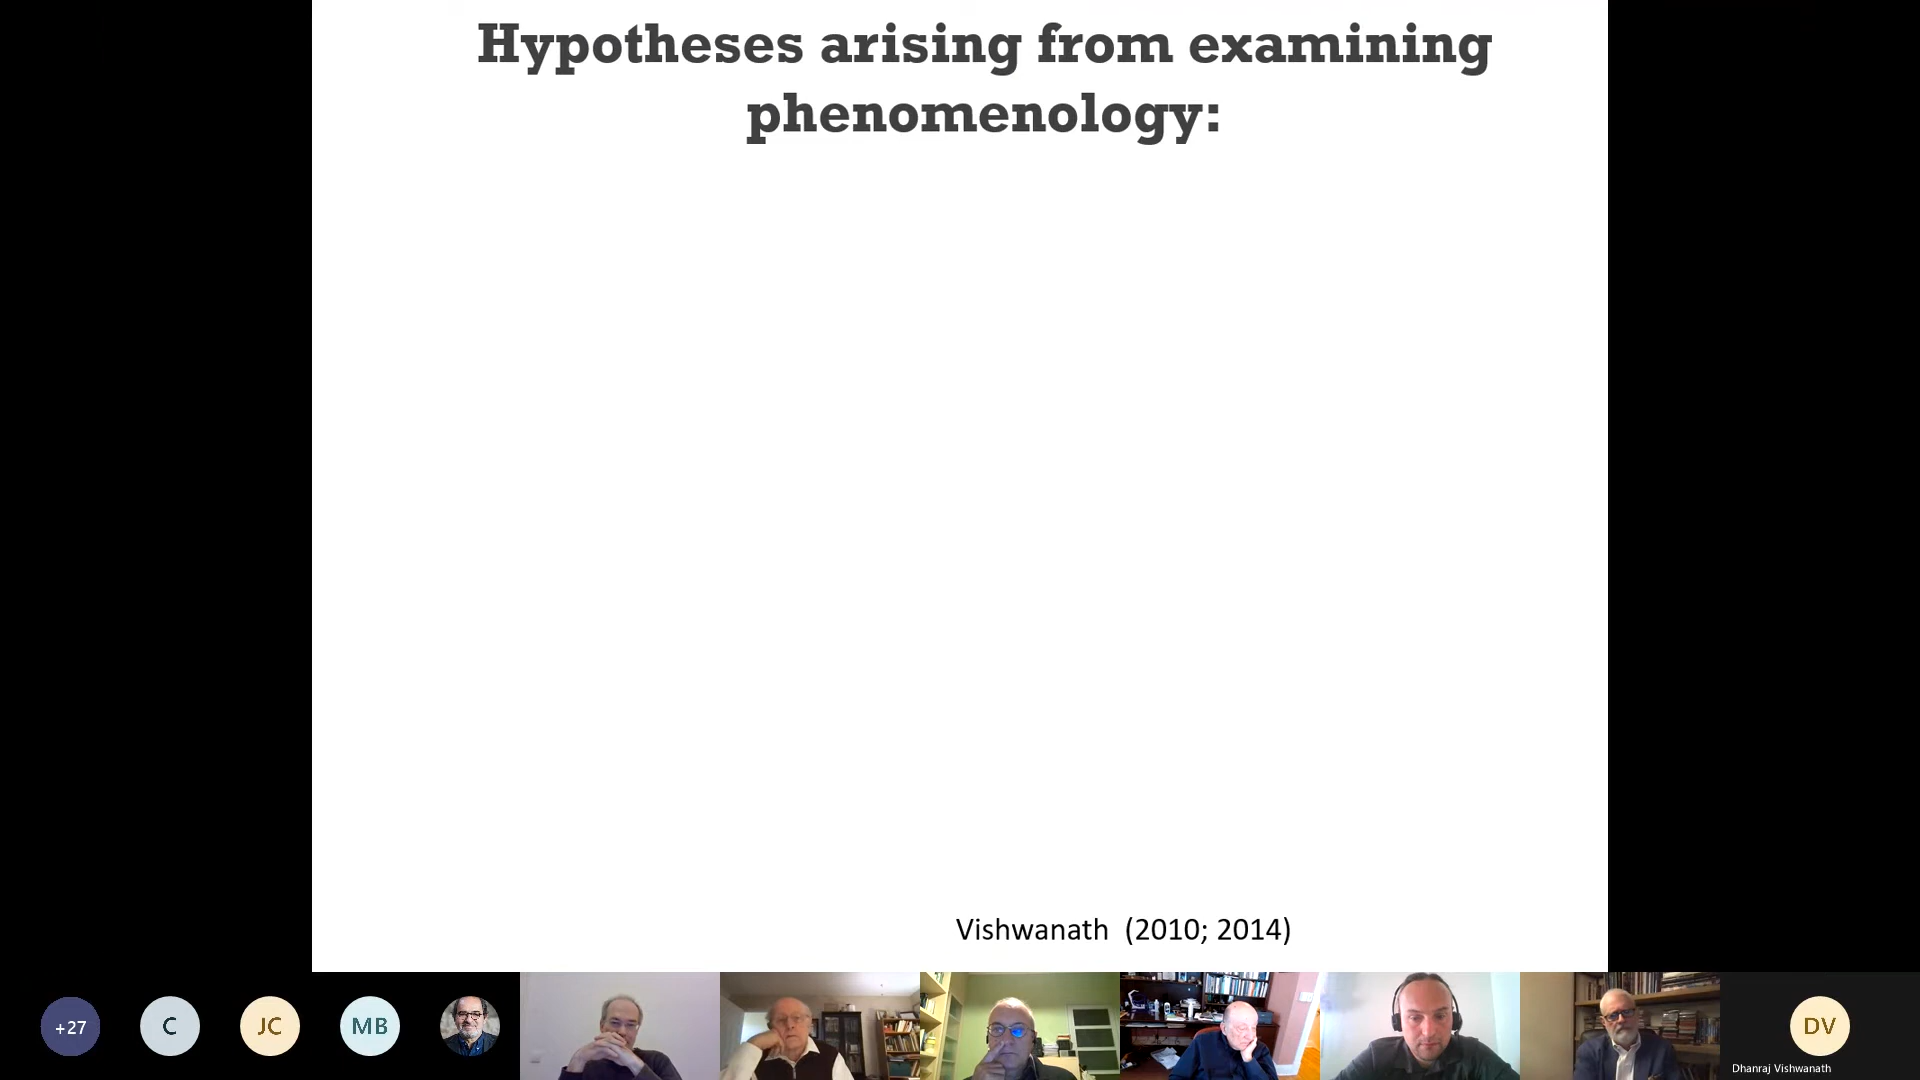 Hypotheses arising from examining
phenomenology:
Vishwanath (2010; 2014)
+27
C
JC
MB
DV
Dhanraj Vishwanath